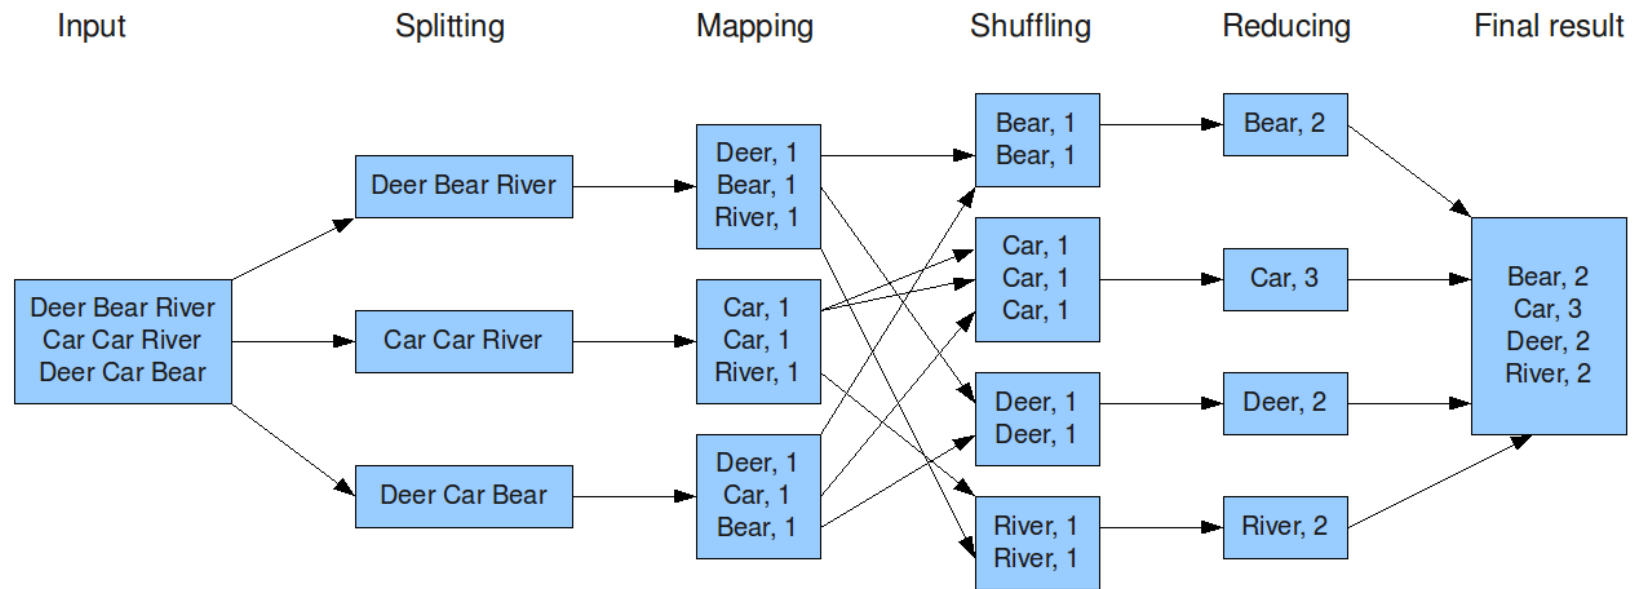 Input
Splitting
Mapping
Shuffling
Reducing
Final result
Deer Bear River
Car Car River
Deer Car Bear
Deer Bear River
Car Car River
Deer Car Bear
Deer, 1
Bear, 1
River, 1
Car, 1
Car, 1
River, 1
Deer, 1
Car, 1
Bear, 1
Bear, 1
Bear, 1
Car, 1
Car, 1
Car, 1
Deer, 1
Deer, 1
River, 1
River, 1
Bear, 2
Car, 3
Deer, 2
River, 2
Bear, 2
Car, 3
Deer, 2
River, 2